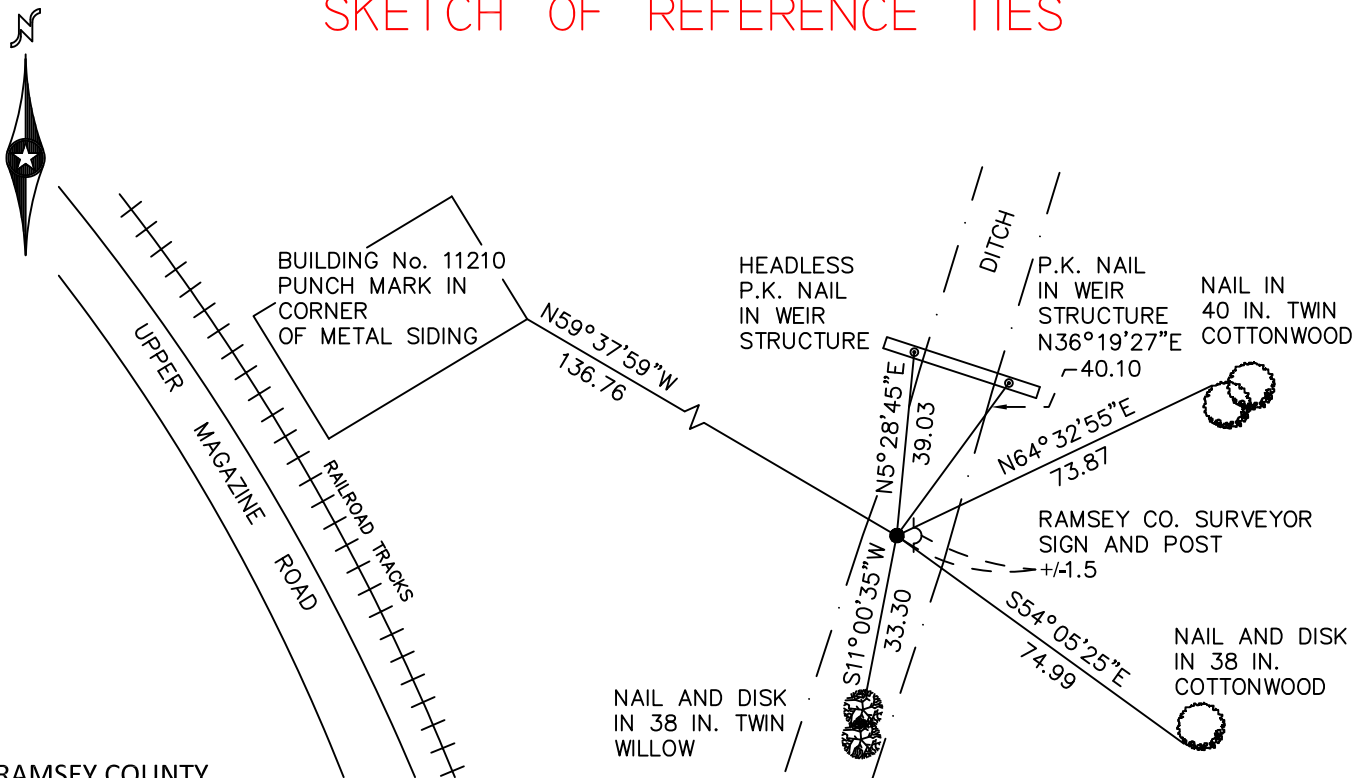 SKETCH OF REFERENCE TIES
N
BUILDING No. 11210
PUNCH MARK IN
CORNER
OF METAL SIDING
UPPER MAGAZINE ROAD
RAILROAD TRACKS
N59°37'59"W
136.76
HEADLESS
P.K. NAIL
IN WEIR
STRUCTURE
DITCH
P.K. NAIL
IN WEIR
STRUCTURE
N36°19'27"E
40.10
NAIL IN
40 IN. TWIN
COTTONWOOD
N5°28'45"E
39.03
N64°32'55"E
73.87
RAMSEY CO. SURVEYOR
SIGN AND POST
+/-1.5
S11°00'35"W
33.30
S54°05'25"E
74.99
NAIL AND DISK
IN 38 IN. TWIN
WILLOW
NAIL AND DISK
IN 38 IN.
COTTONWOOD
RAMSEY COUNTY